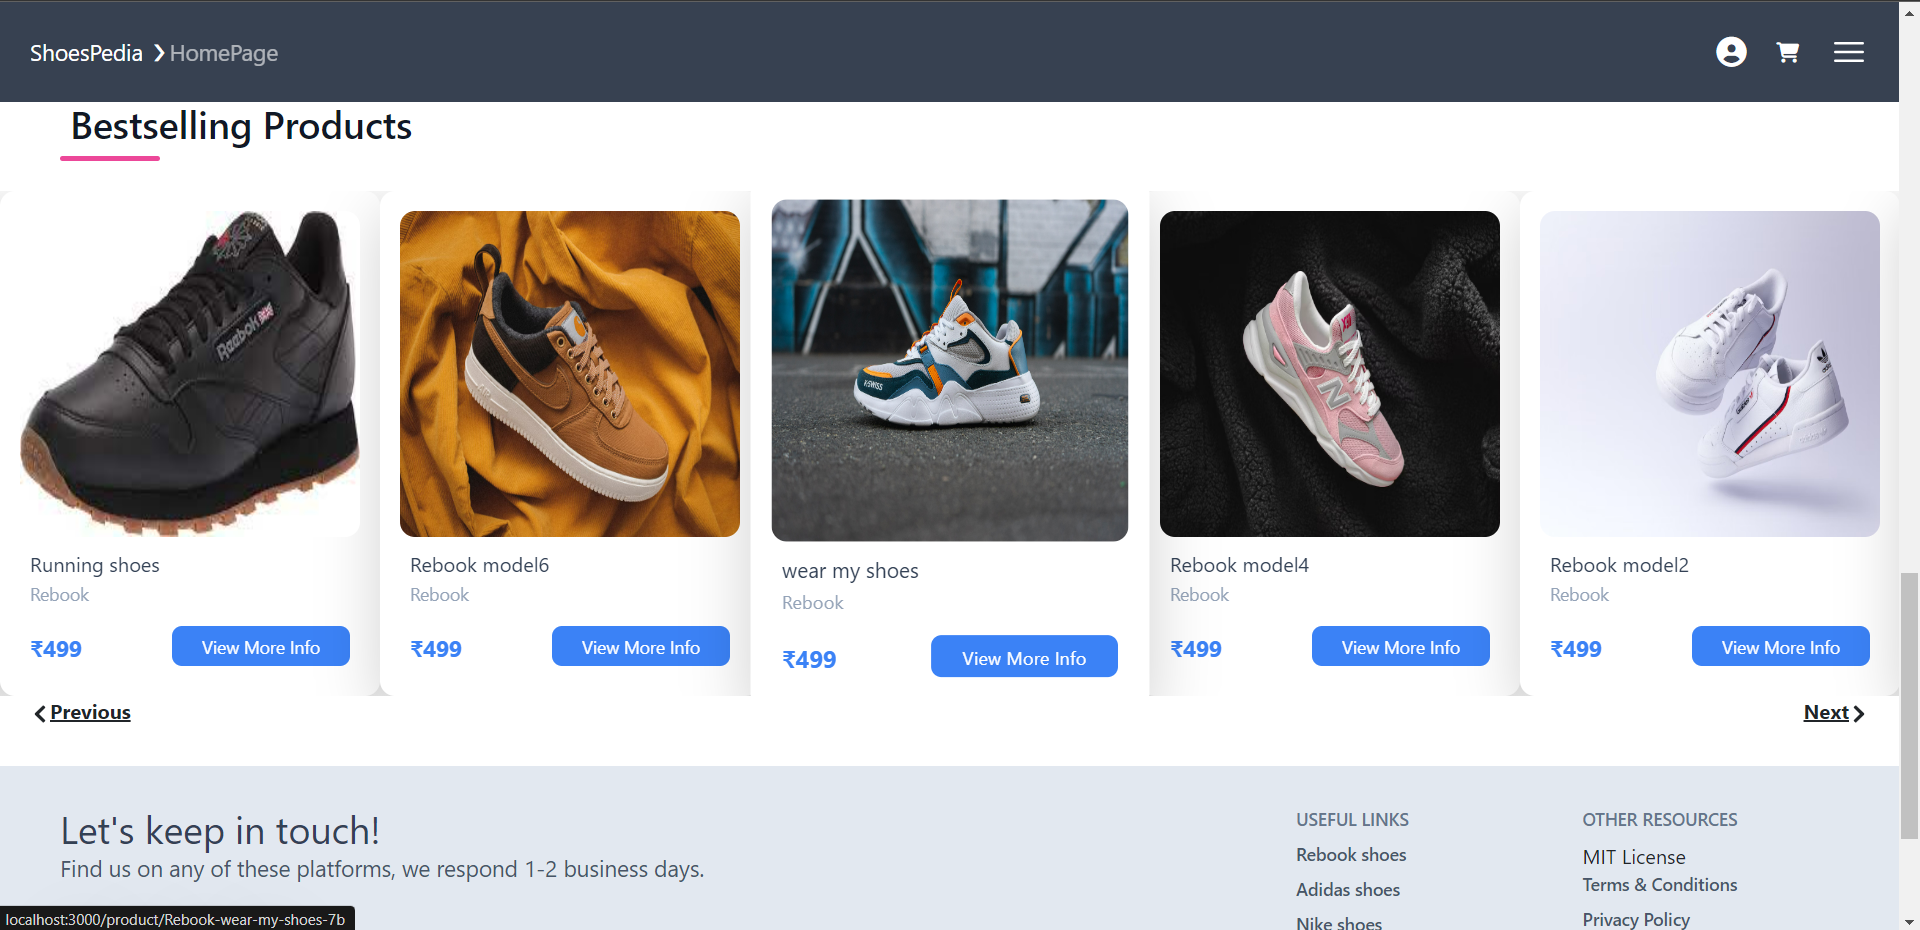 ShoesPedia ❯ HomePage
Bestselling Products
Reebok
K·SWISS
N
Running shoes
Rebook
₹499
View More Info
Rebook model6
Rebook
₹499
View More Info
wear my shoes
Rebook
₹499
View More Info
Rebook model4
Rebook
₹499
View More Info
Rebook model2
Rebook
₹499
View More Info
Previous
Next
Let's keep in touch!
Find us on any of these platforms, we respond 1-2 business days.
USEFUL LINKS
Rebook shoes
Adidas shoes
Nike shoes
OTHER RESOURCES
MIT License
Terms & Conditions
Privacy Policy
localhost:3000/product/Rebook-wear-my-shoes-7b